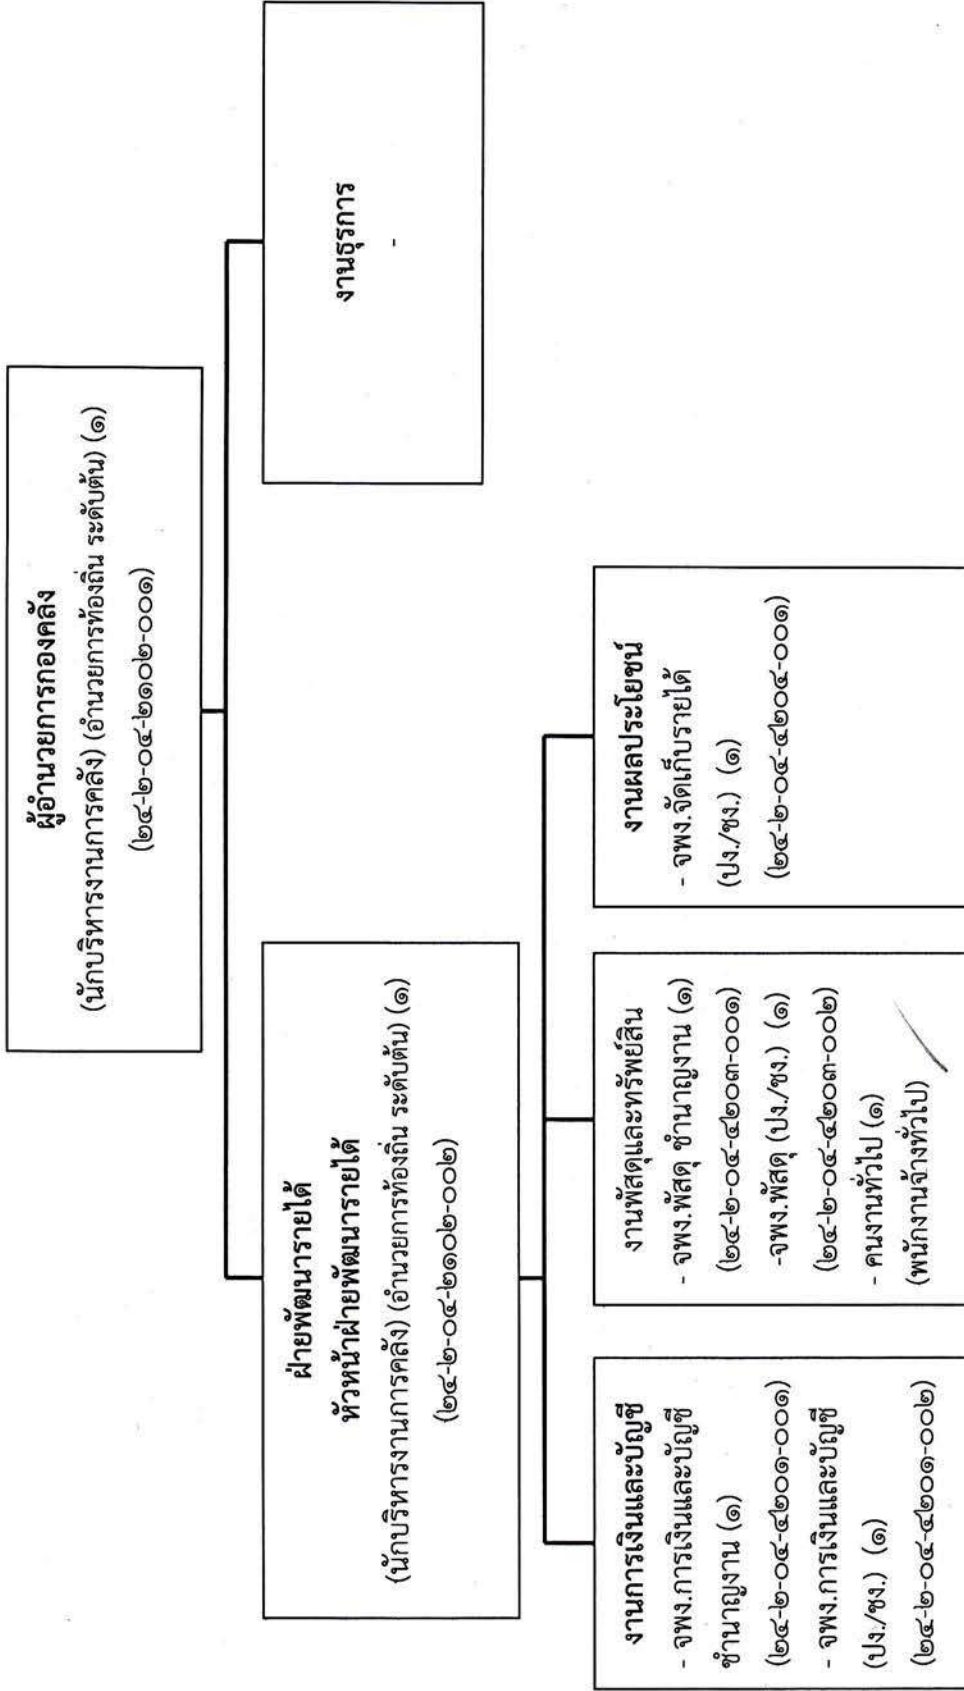 ผู้อำนวยการกองคลัง
(นักบริหารงานการคลัง) (อำนวยการท้องถิ่น ระดับต้น) (๑)
(๒๔-๒-๐๔-๒๑๐๒-๐๐๑)
ฝ่ายพัฒนารายได้
หัวหน้าฝ่ายพัฒนารายได้
(นักบริหารงานการคลัง) (อำนวยการท้องถิ่น ระดับต้น) (๑)
(๒๔-๒-๐๔-๒๑๐๒-๐๐๒)
งานธุรการ
-
งานการเงินและบัญชี
- จพง.การเงินและบัญชี
ชำนาญงาน (๑)
(๒๔-๒-๐๔-๔๒๐๑-๐๐๑)
- จพง.การเงินและบัญชี
(ปง./ชง.) (๑)
(๒๔-๒-๐๔-๔๒๐๑-๐๐๒)
งานพัสดุและทรัพย์สิน
- จพง.พัสดุ ชำนาญงาน (๑)
(๒๔-๒-๐๔-๔๒๐๓-๐๐๑)
-จพง.พัสดุ (ปง./ชง.) (๑)
(๒๔-๒-๐๔-๔๒๐๓-๐๐๒)
- คนงานทั่วไป (๑)
(พนักงานจ้างทั่วไป)
งานผลประโยชน์
- จพง.จัดเก็บรายได้
(ปง./ชง.) (๑)
(๒๔-๒-๐๔-๔๒๐๔-๐๐๑)